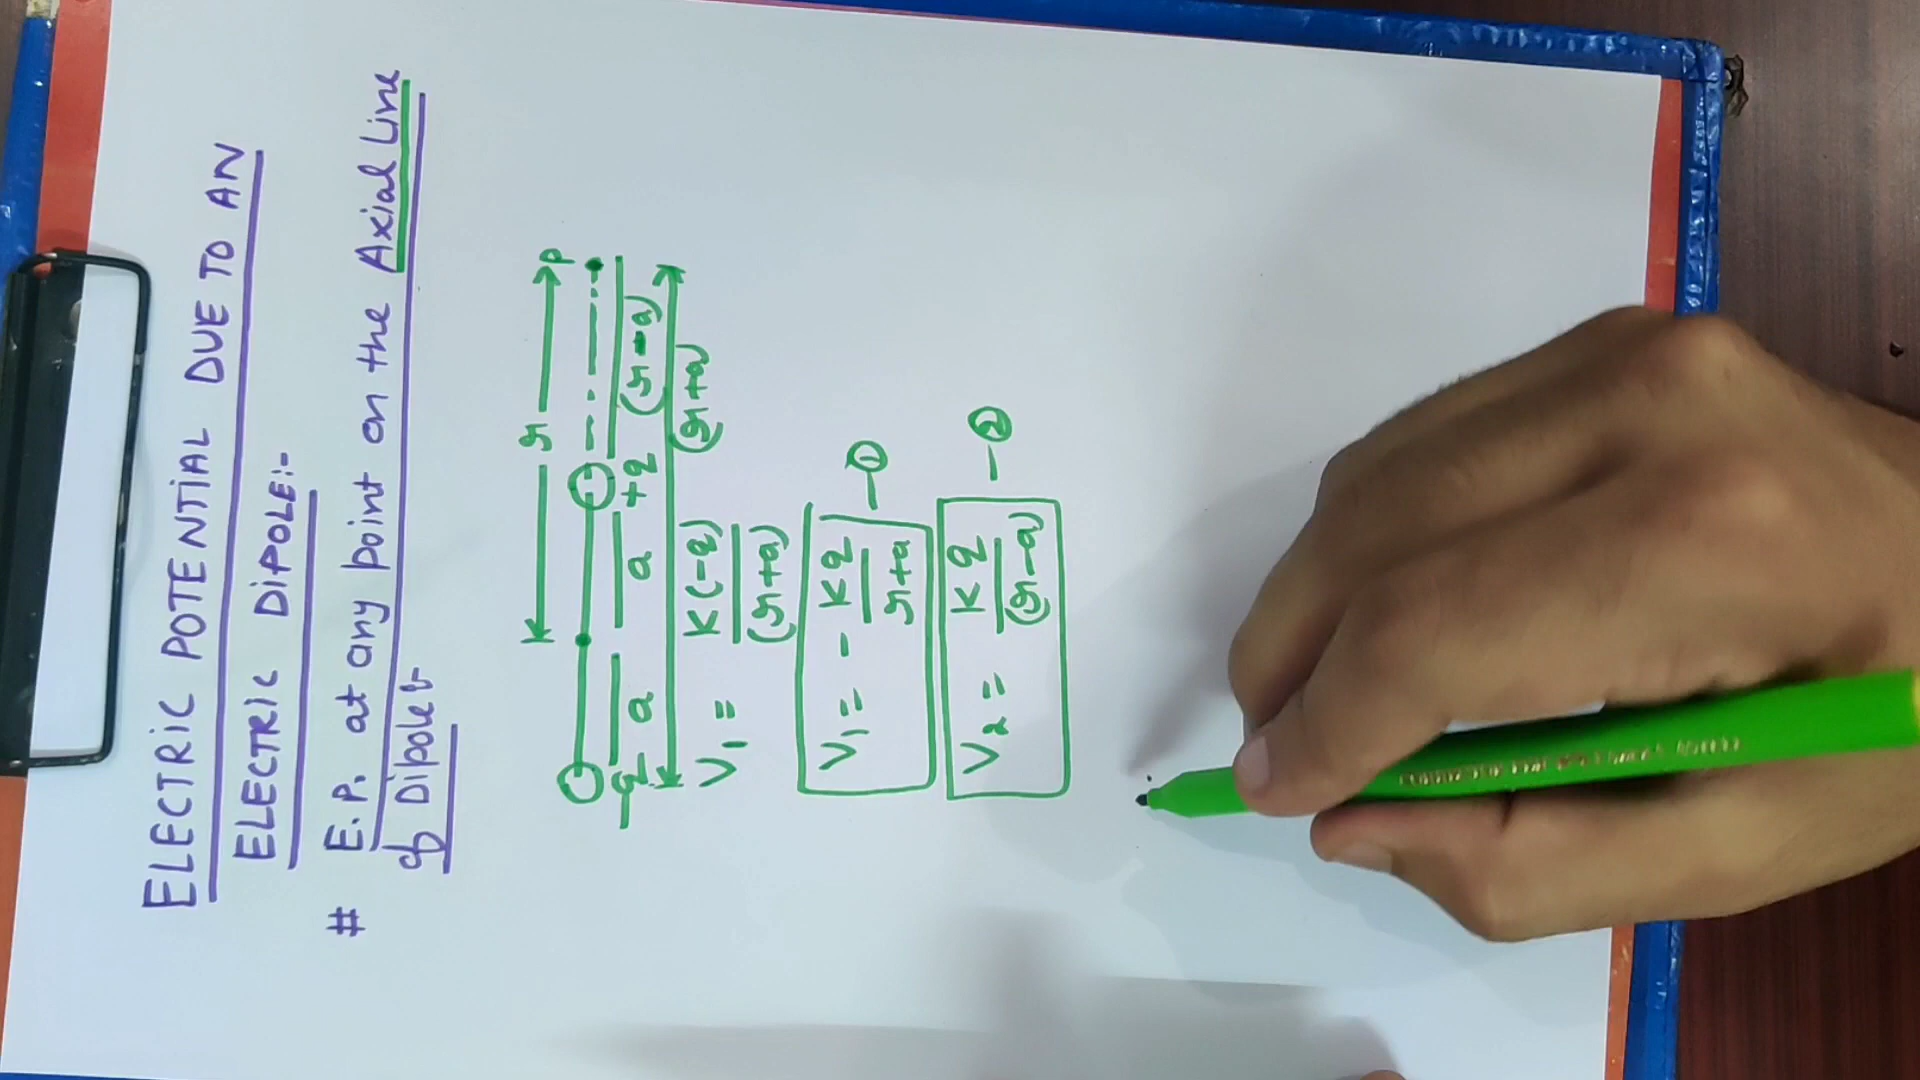 ELECTRIC POTENTIAL DUE TO AN
ELECTRIC DIPOLE:-
# E.P. at any point on the Axial Line
of Dipole:-
r
P
-q +q
a a (r-a)
(r+a)
V₁ = K(-q)/(r+a)
V₁ = - Kq/r+a —①
V₂ = Kq/(r-a) —②